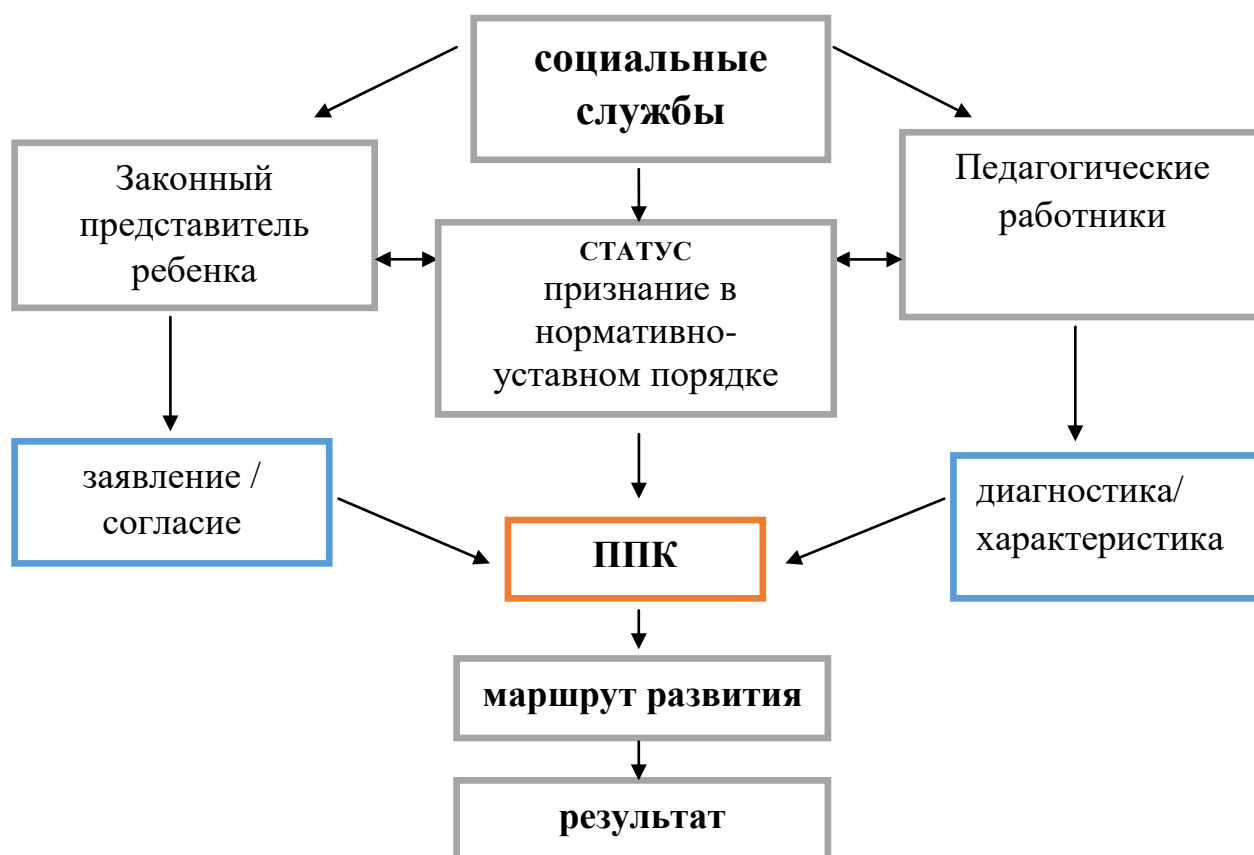 социальные
службы
Законный
представитель
ребенка
СТАТУС
признание в
нормативно-
уставном порядке
Педагогические
работники
заявление /
согласие
ППК
диагностика/
характеристика
маршрут развития
результат